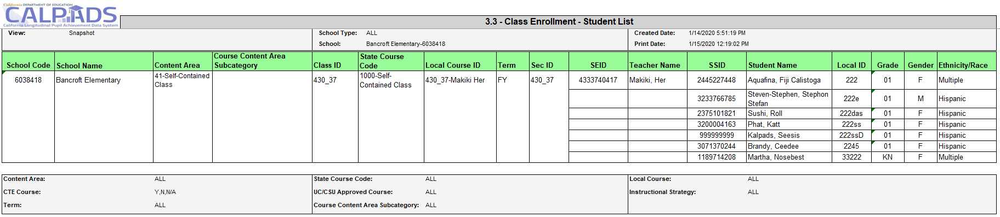 California DEPARTMENT OF EDUCATION
CALPADS
California Longitudinal Pupil Achievement Data System
3.3 - Class Enrollment - Student List
View: Snapshot School Type: ALL Created Date: 1/14/2020 5:51:19 PM
School: Bancroft Elementary-6038418 Print Date: 1/15/2020 12:19:02 PM
School Code School Name Content Area Course Content Area Subcategory Class ID State Course Code Local Course ID Term Sec ID SEID Teacher Name SSID Student Name Local ID Grade Gender Ethnicity/Race
6038418 Bancroft Elementary 41-Self-Contained Class 430_37 1000-Self-Contained Class 430_37-Makiki Her FY 430_37 4333740417 Makiki, Her 2445227448 Aquafina, Fiji Calistoga 222 01 F Multiple
3233766785 Steven-Stephen, Stephon Stefan 222e 01 M Hispanic
2375101821 Sushi, Roll 222das 01 F Hispanic
3200004163 Phat, Katt 222ss 01 F Hispanic
999999999 Kalpads, Seesis 222ssD 01 F Hispanic
3071370244 Brandy, Ceedee 2245 01 F Hispanic
1189714208 Martha, Nosebest 33222 KN F Multiple
Content Area: ALL State Course Code: ALL Local Course: ALL
CTE Course: Y,N,N/A UC/CSU Approved Course: ALL Instructional Strategy: ALL
Term: ALL Course Content Area Subcategory: ALL